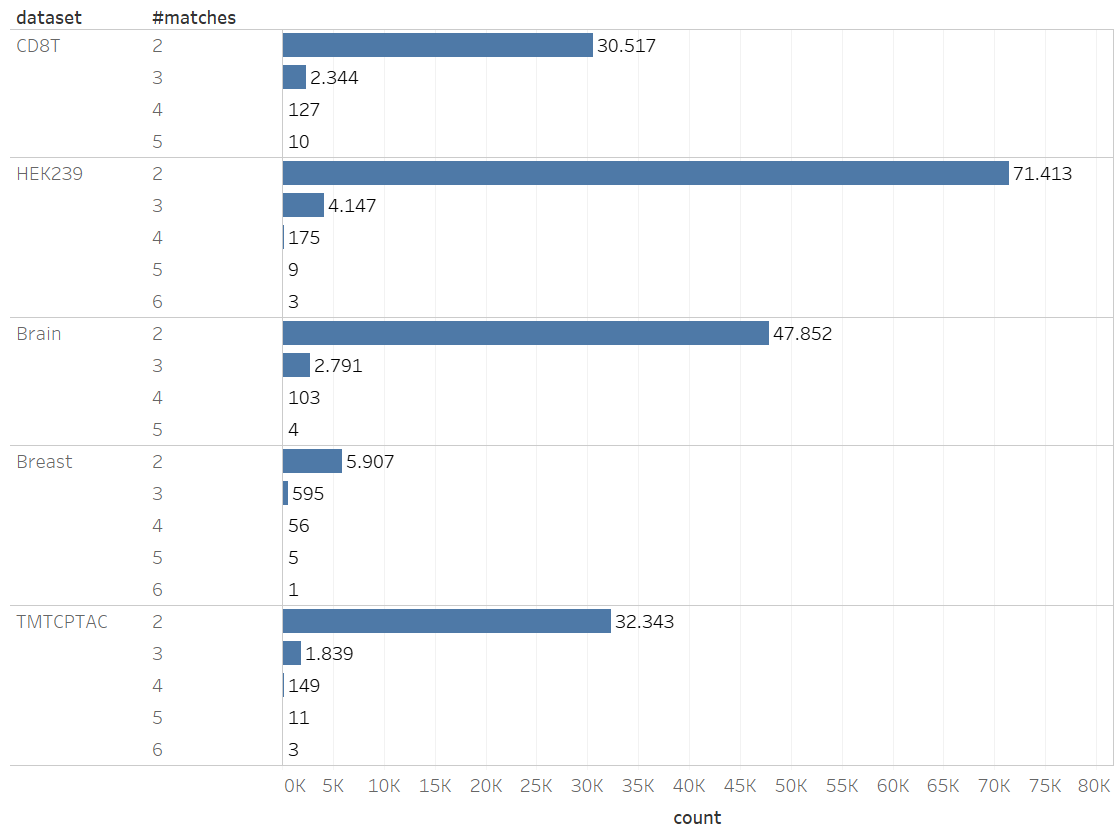 dataset #matches
CD8T 2 30.517
3 2.344
4 127
5 10
HEK239 2 71.413
3 4.147
4 175
5 9
6 3
Brain 2 47.852
3 2.791
4 103
5 4
Breast 2 5.907
3 595
4 56
5 5
6 1
TMTCPTAC 2 32.343
3 1.839
4 149
5 11
6 3
0K 5K 10K 15K 20K 25K 30K 35K 40K 45K 50K 55K 60K 65K 70K 75K 80K
count